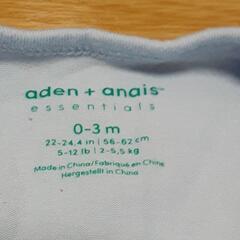 aden + anais™
essentials
0-3 m
22-24,4 in | 56-62 cm
5-12 lb | 2-5,5 kg
Made in China/Fabriqué en Chine
Hergestellt in China